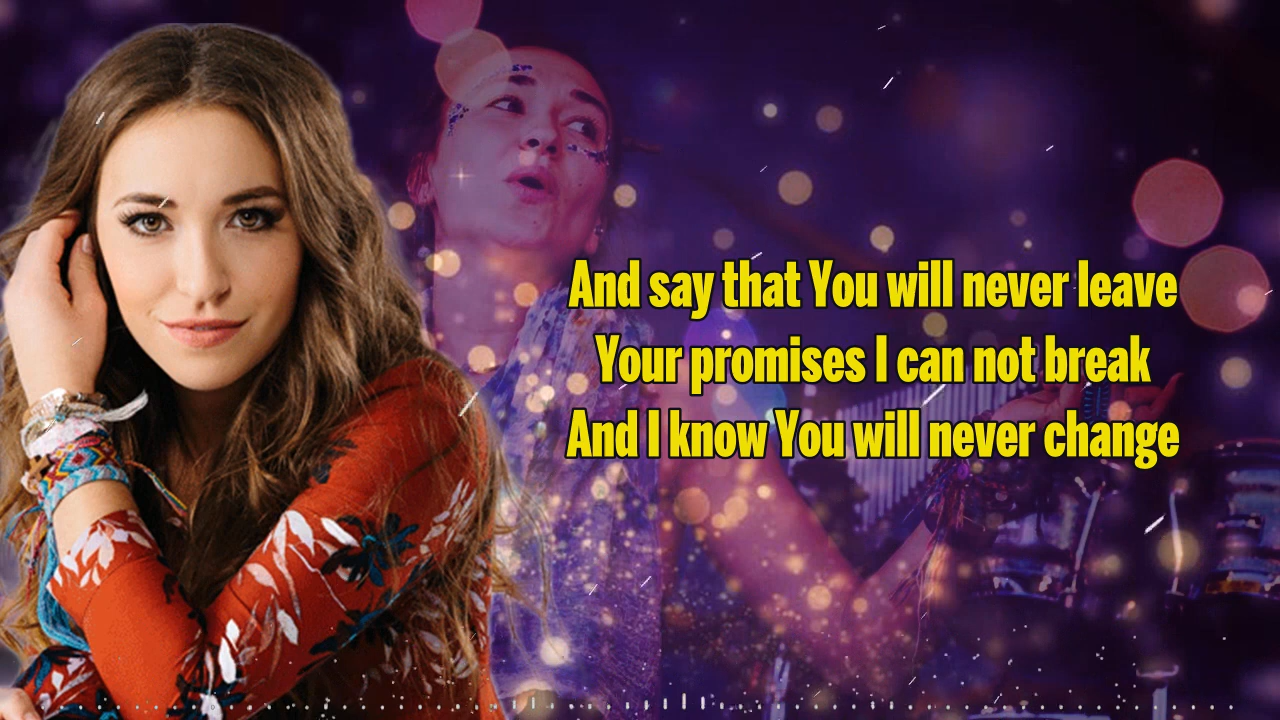 And say that You will never leave
Your promises I can not break
And I know You will never change